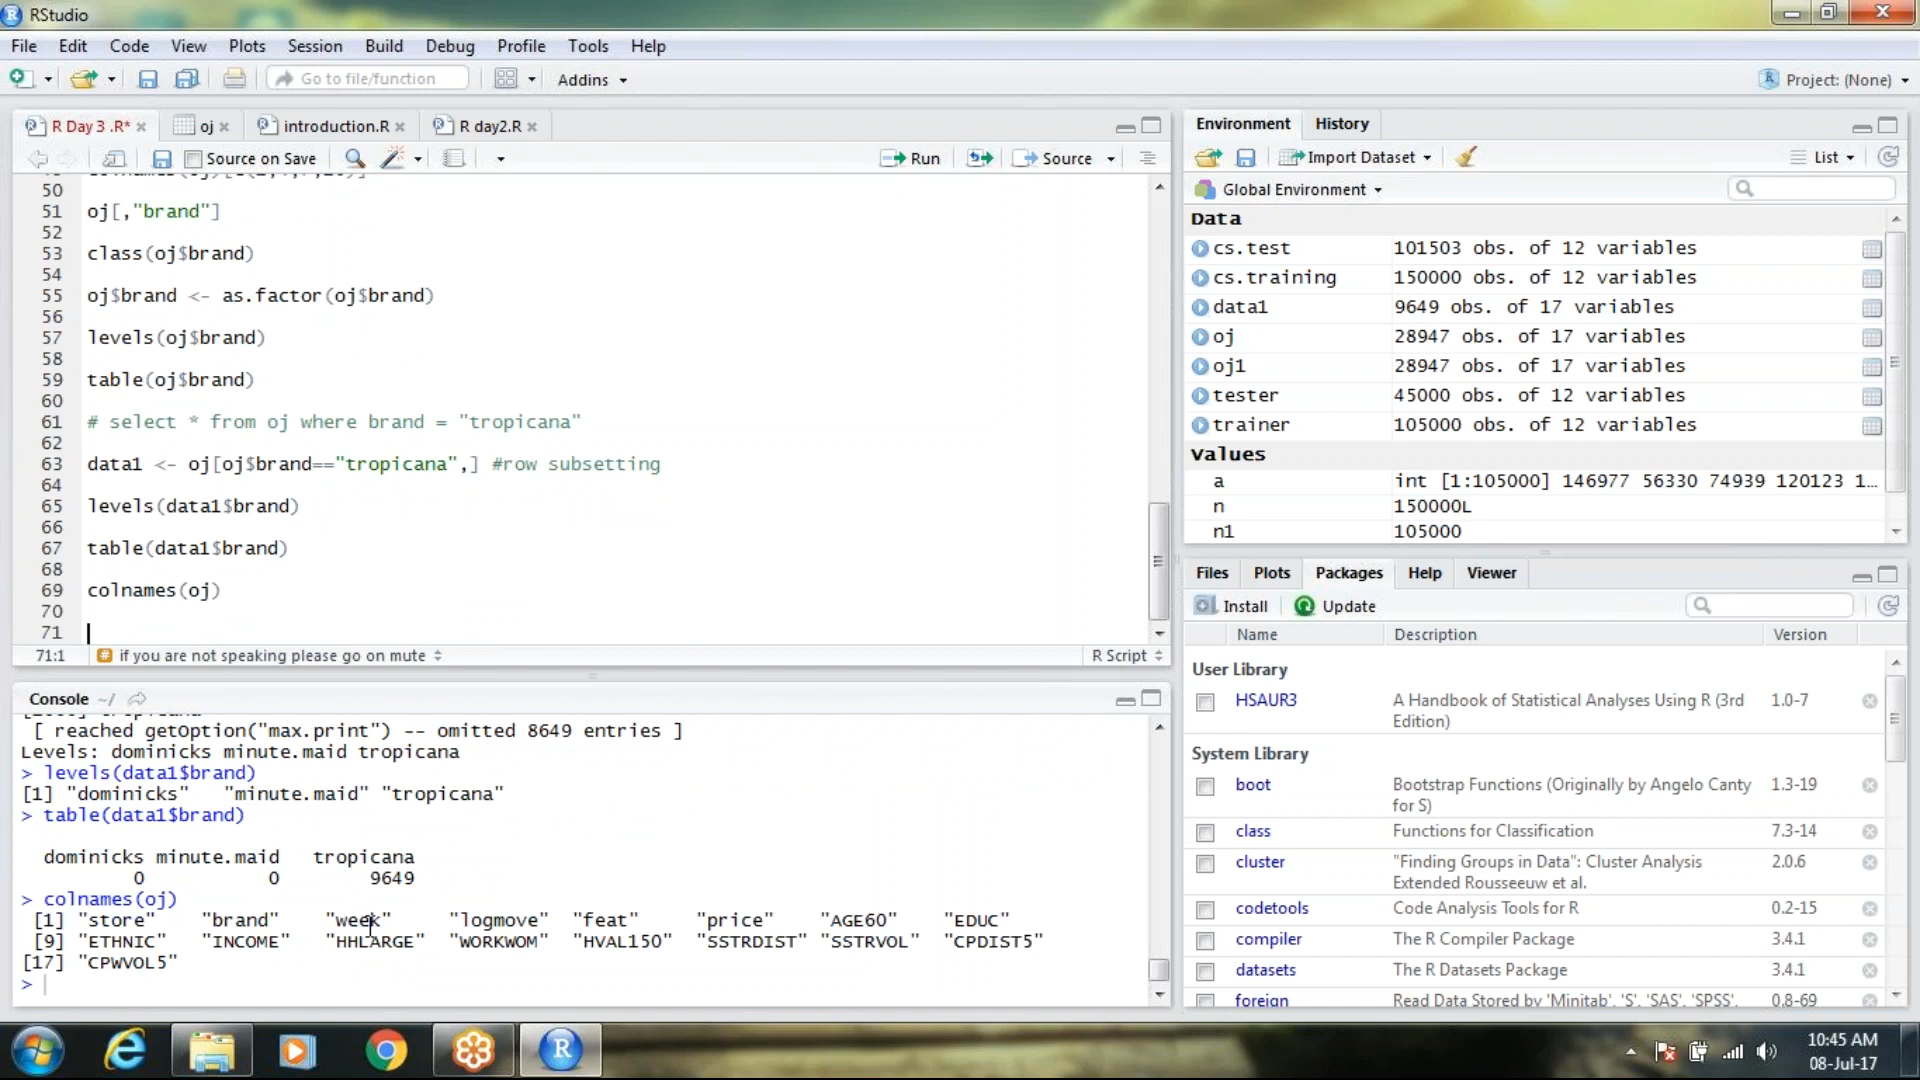 RStudio
File Edit Code View Plots Session Build Debug Profile Tools Help
Go to file/function Addins Project: (None)
R Day 3 .R* oj introduction.R R day2.R
Source on Save Run Source
50
51 oj[,"brand"]
52
53 class(oj$brand)
54
55 oj$brand <- as.factor(oj$brand)
56
57 levels(oj$brand)
58
59 table(oj$brand)
60
61 # select * from oj where brand = "tropicana"
62
63 data1 <- oj[oj$brand=="tropicana",] #row subsetting
64
65 levels(data1$brand)
66
67 table(data1$brand)
68
69 colnames(oj)
70
71
71:1 # if you are not speaking please go on mute R Script
Console ~/
[ reached getOption("max.print") -- omitted 8649 entries ]
Levels: dominicks minute.maid tropicana
> levels(data1$brand)
[1] "dominicks" "minute.maid" "tropicana"
> table(data1$brand)
dominicks minute.maid tropicana
0 0 9649
> colnames(oj)
[1] "store" "brand" "week" "logmove" "feat" "price" "AGE60" "EDUC"
[9] "ETHNIC" "INCOME" "HHLARGE" "WORKWOM" "HVAL150" "SSTRDIST" "SSTRVOL" "CPDIST5"
[17] "CPWVOL5"
>
Environment History
Import Dataset List
Global Environment
Data
cs.test 101503 obs. of 12 variables
cs.training 150000 obs. of 12 variables
data1 9649 obs. of 17 variables
oj 28947 obs. of 17 variables
oj1 28947 obs. of 17 variables
tester 45000 obs. of 12 variables
trainer 105000 obs. of 12 variables
Values
a int [1:105000] 146977 56330 74939 120123 1...
n 150000L
n1 105000
Files Plots Packages Help Viewer
Install Update
Name Description Version
User Library
HSAUR3 A Handbook of Statistical Analyses Using R (3rd 1.0-7
Edition)
System Library
boot Bootstrap Functions (Originally by Angelo Canty 1.3-19
for S)
class Functions for Classification 7.3-14
cluster "Finding Groups in Data": Cluster Analysis 2.0.6
Extended Rousseeuw et al.
codetools Code Analysis Tools for R 0.2-15
compiler The R Compiler Package 3.4.1
datasets The R Datasets Package 3.4.1
foreign Read Data Stored by 'Minitab', 'S', 'SAS', 'SPSS', 0.8-69
10:45 AM
08-Jul-17